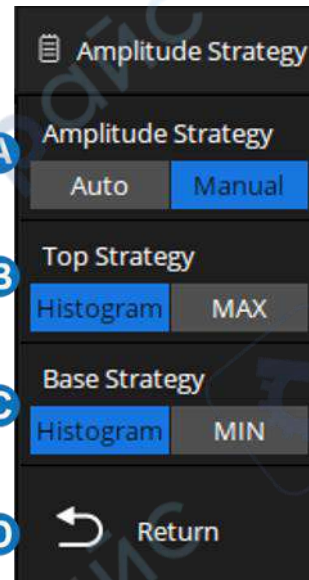 Amplitude Strategy
A Amplitude Strategy
Auto Manual
B Top Strategy
Histogram MAX
C Base Strategy
Histogram MIN
D Return